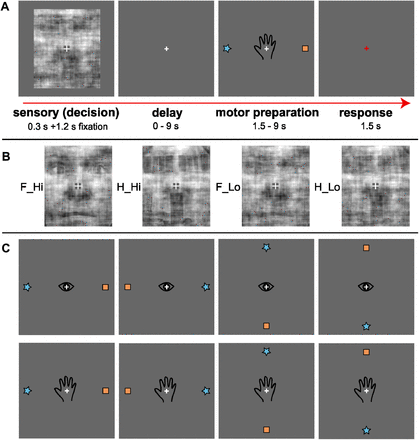 A
sensory (decision) delay motor preparation response
0.3 s +1.2 s fixation 0 - 9 s 1.5 - 9 s 1.5 s
B
F_Hi H_Hi F_Lo H_Lo
C